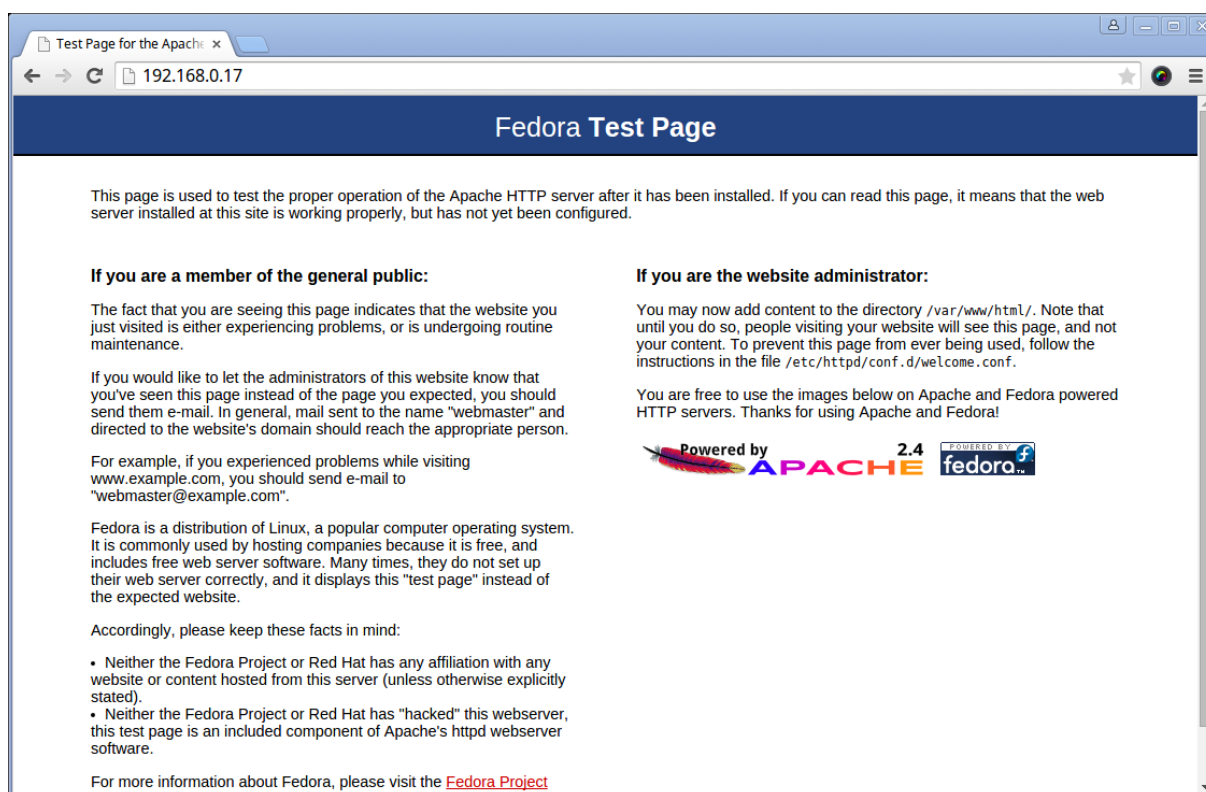 Test Page for the Apache
192.168.0.17
Fedora Test Page
This page is used to test the proper operation of the Apache HTTP server after it has been installed. If you can read this page, it means that the web
server installed at this site is working properly, but has not yet been configured.
If you are a member of the general public:
The fact that you are seeing this page indicates that the website you
just visited is either experiencing problems, or is undergoing routine
maintenance.
If you would like to let the administrators of this website know that
you've seen this page instead of the page you expected, you should
send them e-mail. In general, mail sent to the name "webmaster" and
directed to the website's domain should reach the appropriate person.
For example, if you experienced problems while visiting
www.example.com, you should send e-mail to
"webmaster@example.com".
Fedora is a distribution of Linux, a popular computer operating system.
It is commonly used by hosting companies because it is free, and
includes free web server software. Many times, they do not set up
their web server correctly, and it displays this "test page" instead of
the expected website.
Accordingly, please keep these facts in mind:
• Neither the Fedora Project or Red Hat has any affiliation with any
website or content hosted from this server (unless otherwise explicitly
stated).
• Neither the Fedora Project or Red Hat has "hacked" this webserver,
this test page is an included component of Apache's httpd webserver
software.
For more information about Fedora, please visit the Fedora Project
If you are the website administrator:
You may now add content to the directory /var/www/html/. Note that
until you do so, people visiting your website will see this page, and not
your content. To prevent this page from ever being used, follow the
instructions in the file /etc/httpd/conf.d/welcome.conf.
You are free to use the images below on Apache and Fedora powered
HTTP servers. Thanks for using Apache and Fedora!
Powered by 2.4
APACHE
POWERED BY
fedora™